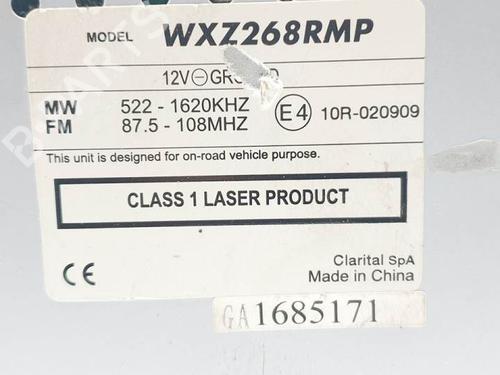 MODEL WXZ268RMP
12V⊖
MW 522 - 1620KHZ
FM 87.5 - 108MHZ
E4 10R-020909
This unit is designed for on-road vehicle purpose.
CLASS 1 LASER PRODUCT
CE
Clarital SpA
Made in China
GA1685171